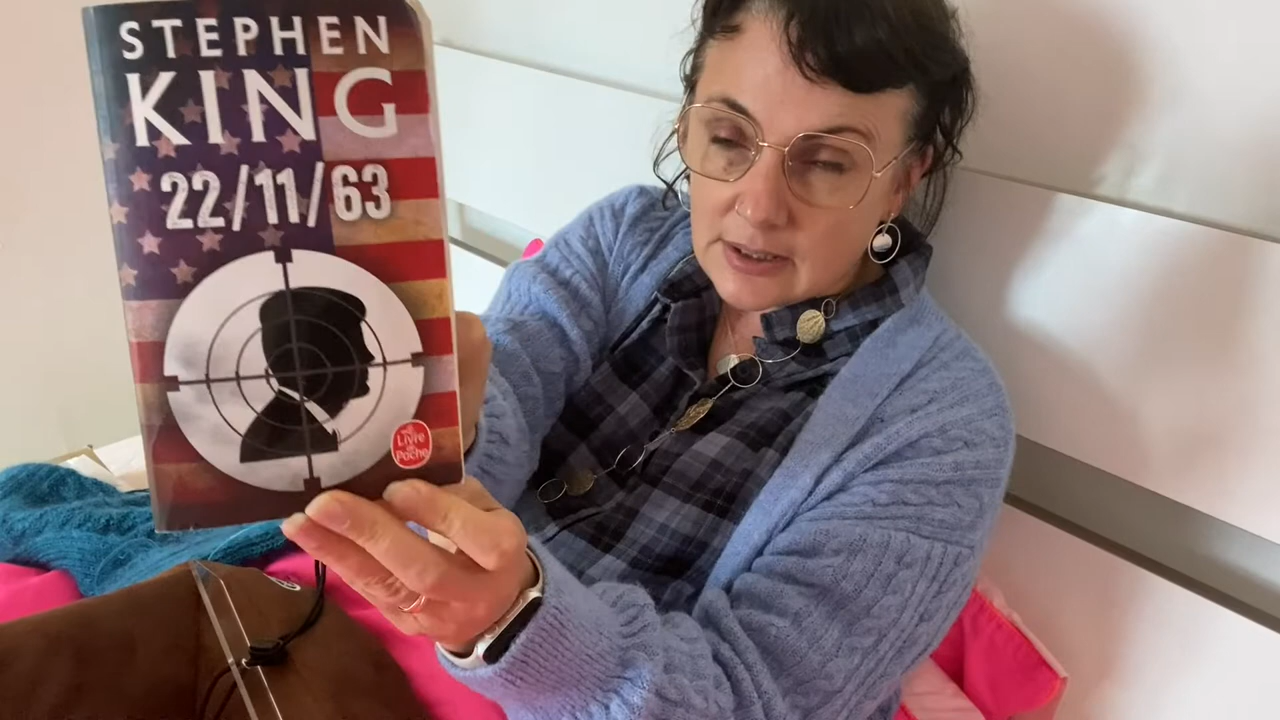 STEPHEN
KING
22/11/63
Le
Livre
de
Poche